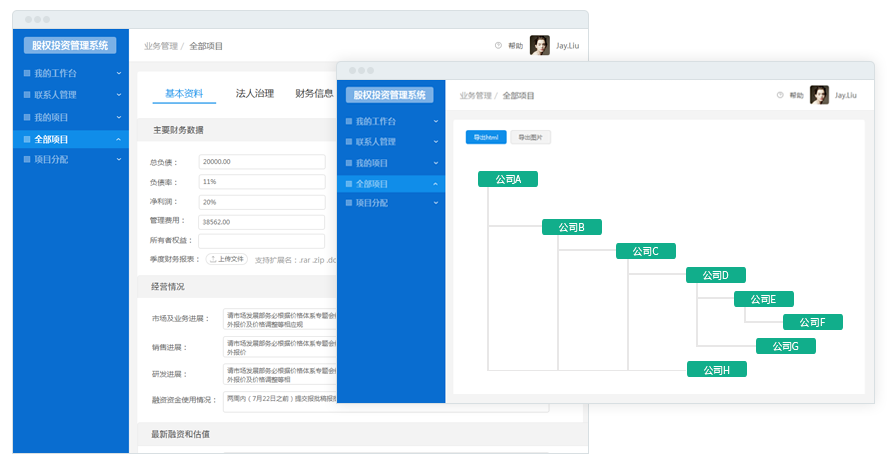 股权投资管理系统
业务管理 / 全部项目
帮助
Jay.Liu
我的工作台
联系人管理
我的项目
全部项目
项目分配
基本资料
法人治理
财务信息
主要财务数据
总负债：
20000.00
负债率：
11%
净利润：
20%
管理费用：
38562.00
所有者权益：
季度财务报表：
上传文件
支持扩展名：.rar .zip .dc
经营情况
市场及业务进展：
请市场发展部务必根据价格体系专题会
外报价及价格调整等相应规
销售进展：
请市场发展部务必根据价格体系专题会
外报价
研发进展：
请市场发展部务必根据价格体系专题会
外报价及价格调整等相
融资资金使用情况：
两周内（7月22日之前）提交报批稿报
最新融资和估值
股权投资管理系统
业务管理 / 全部项目
帮助
Jay.Liu
我的工作台
联系人管理
我的项目
全部项目
项目分配
导出html
导出图片
公司A
公司B
公司C
公司D
公司E
公司F
公司G
公司H